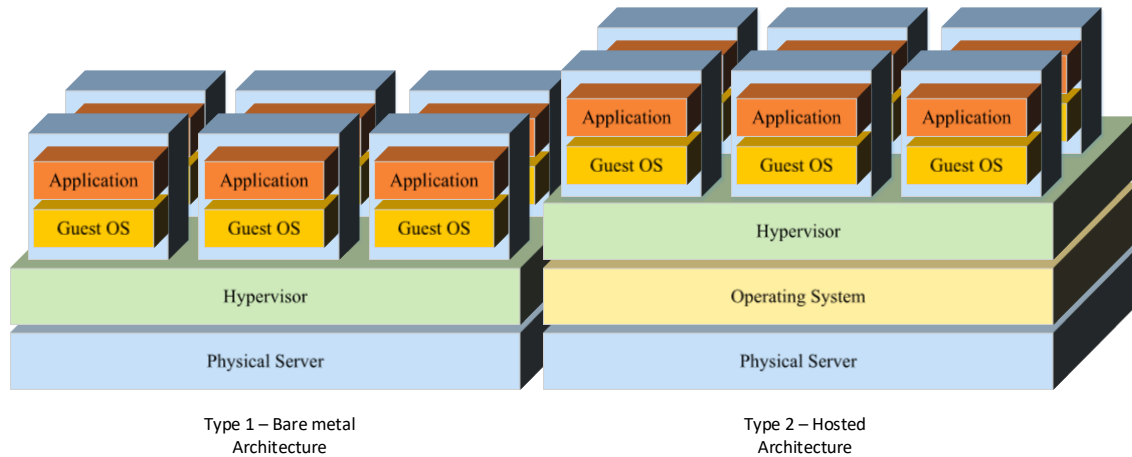 Application
Application
Application
Guest OS
Guest OS
Guest OS
Hypervisor
Physical Server
Type 1 – Bare metal
Architecture
Application
Application
Application
Guest OS
Guest OS
Guest OS
Hypervisor
Operating System
Physical Server
Type 2 – Hosted
Architecture